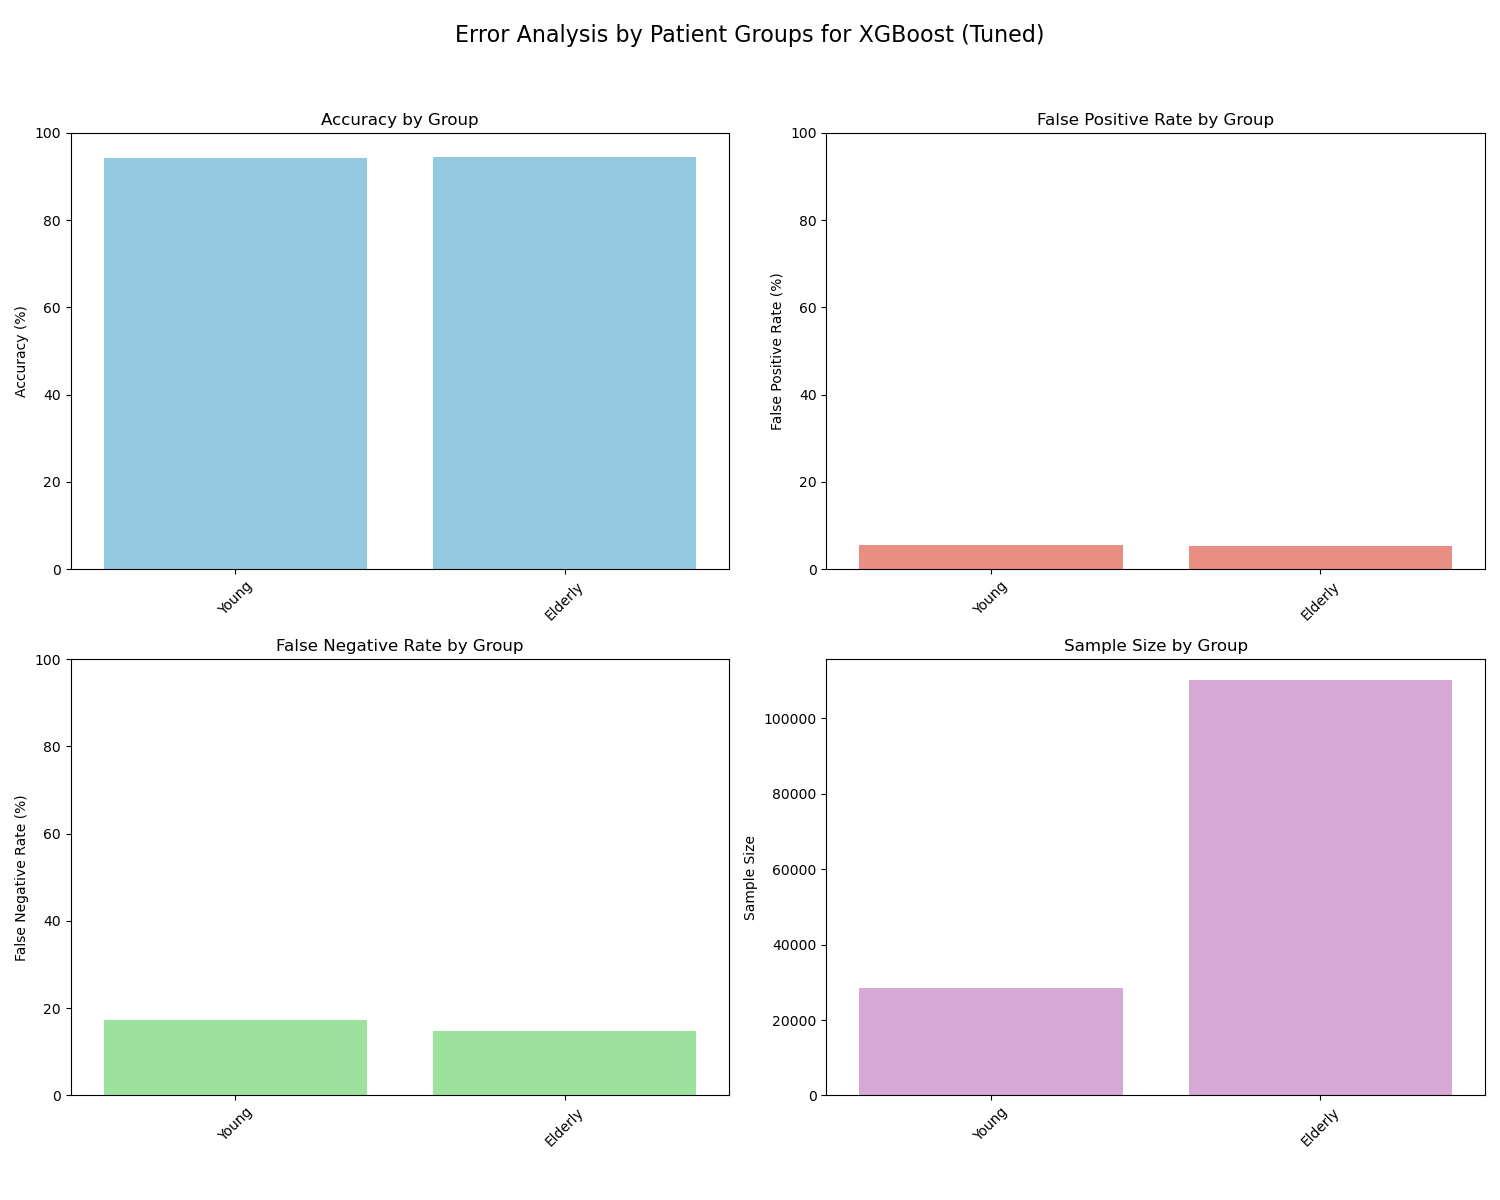 Error Analysis by Patient Groups for XGBoost (Tuned)
Accuracy by Group
100
80
60
40
20
0
Accuracy (%)
Young
Elderly
False Positive Rate by Group
100
80
60
40
20
0
False Positive Rate (%)
Young
Elderly
False Negative Rate by Group
100
80
60
40
20
0
False Negative Rate (%)
Young
Elderly
Sample Size by Group
100000
80000
60000
40000
20000
0
Sample Size
Young
Elderly